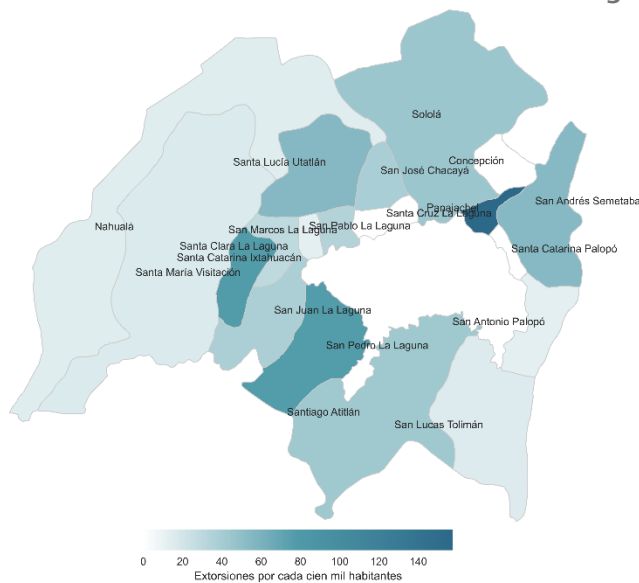 Sololá
Concepción
Santa Lucía Utatlán
San José Chacayá
San Andrés Semeteba
Panajachel
Santa Cruz La Laguna
San Pablo La Laguna
Nahualá
San Marcos La Laguna
Santa Clara La Laguna
Santa Catarina Palopó
Santa Catarina Ixtahuacán
Santa María Visitación
San Juan La Laguna
San Antonio Palopó
San Pedro La Laguna
Santiago Atitlán
San Lucas Tolimán
0 20 40 60 80 100 120 140
Extorsiones por cada cien mil habitantes